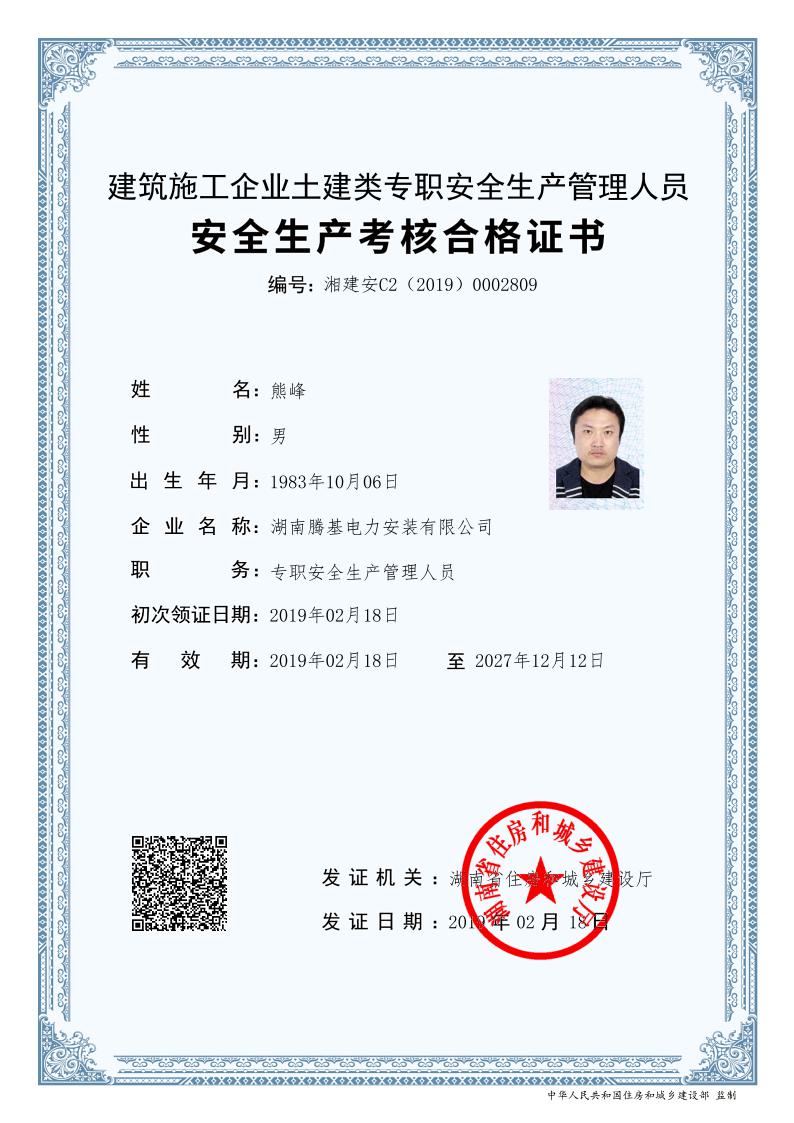 建筑施工企业土建类专职安全生产管理人员
安全生产考核合格证书
编号：湘建安C2（2019）0002809
姓 名：熊峰
性 别：男
出 生 年 月：1983年10月06日
企 业 名 称：湖南腾基电力安装有限公司
职 务：专职安全生产管理人员
初次领证日期：2019年02月18日
有 效 期：2019年02月18日 至 2027年12月12日
湖南省住房和城乡建设厅
发 证 机 关：湖南省住房和城乡建设厅
发 证 日 期：2019 年 02 月 18 日
中华人民共和国住房和城乡建设部 监制